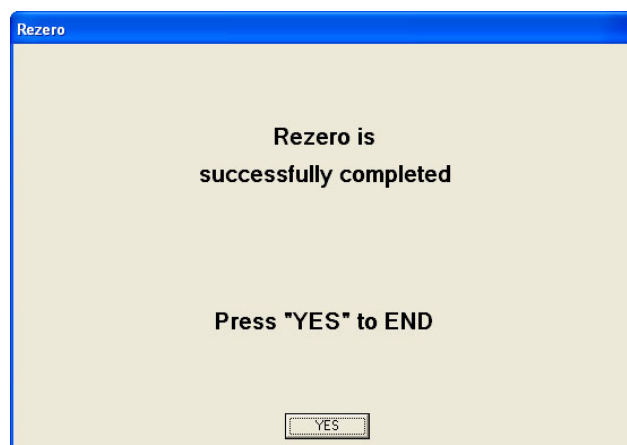 Rezero
Rezero is
successfully completed
Press "YES" to END
YES